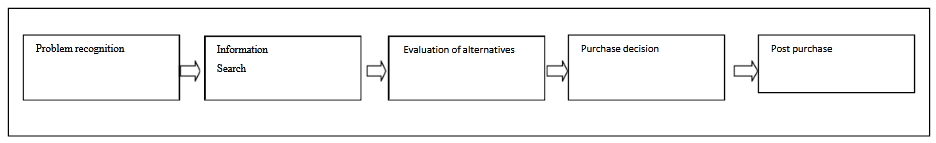 Problem recognition
Information
Search
Evaluation of alternatives
Purchase decision
Post purchase